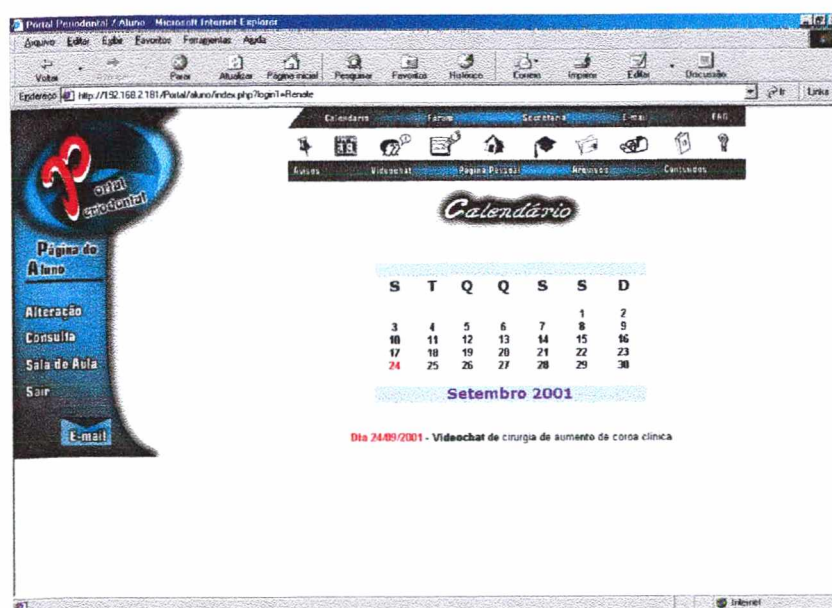 Portal Periodontal / Aluno - Microsoft Internet Explorer
Arquivo Editar Exibir Favoritos Ferramentas Ajuda
Voltar Parar Atualizar Página inicial Pesquisar Favoritos Histórico Correio Imprimir Editar Discussão
Endereço http://192.168.2.181/Portal/aluno/index.php?login1=Renate Ir Links
Calendário Fórum Secretaria E-mail FAQ
Avisos Videochat Página Pessoal Arquivos Conteúdos
Portal Periodontal
Calendário
Página do
Aluno
Alteração
Consulta
Sala de Aula
Sair
E-mail
S T Q Q S S D
1 2
3 4 5 6 7 8 9
10 11 12 13 14 15 16
17 18 19 20 21 22 23
24 25 26 27 28 29 30
Setembro 2001
Dia 24/09/2001 - Videochat de cirurgia de aumento de coroa clínica
Internet